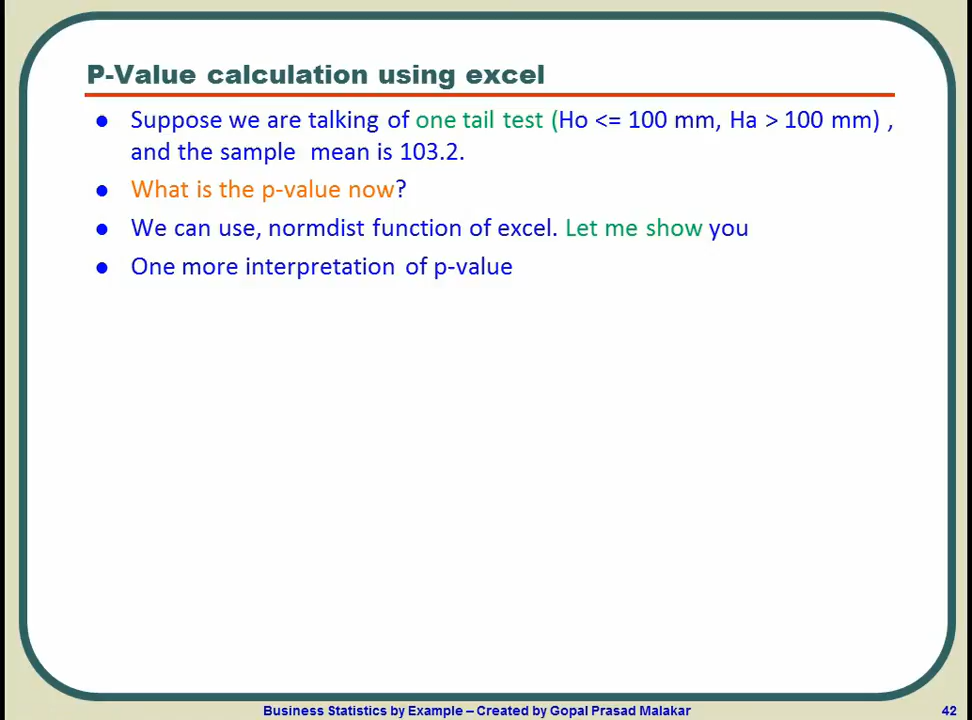 P-Value calculation using excel
● Suppose we are talking of one tail test (Ho <= 100 mm, Ha > 100 mm) ,
and the sample mean is 103.2.
● What is the p-value now?
● We can use, normdist function of excel. Let me show you
● One more interpretation of p-value
Business Statistics by Example – Created by Gopal Prasad Malakar
42